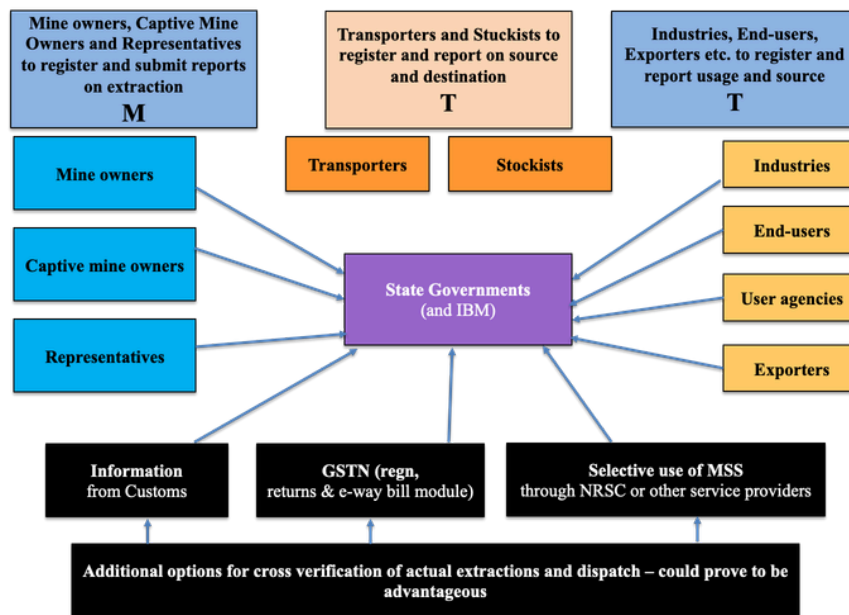 Mine owners, Captive Mine
Owners and Representatives
to register and submit reports
on extraction
M
Transporters and Stuckists to
register and report on source
and destination
T
Industries, End-users,
Exporters etc. to register and
report usage and source
T
Mine owners
Transporters
Stockists
Industries
End-users
Captive mine owners
State Governments
(and IBM)
User agencies
Representatives
Exporters
Information
from Customs
GSTN (regn,
returns & e-way bill module)
Selective use of MSS
through NRSC or other service providers
Additional options for cross verification of actual extractions and dispatch – could prove to be
advantageous